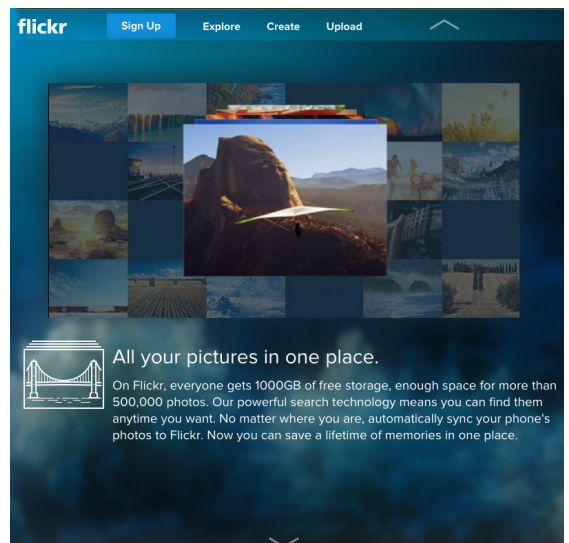 flickr Sign Up Explore Create Upload
All your pictures in one place.
On Flickr, everyone gets 1000GB of free storage, enough space for more than
500,000 photos. Our powerful search technology means you can find them
anytime you want. No matter where you are, automatically sync your phone's
photos to Flickr. Now you can save a lifetime of memories in one place.